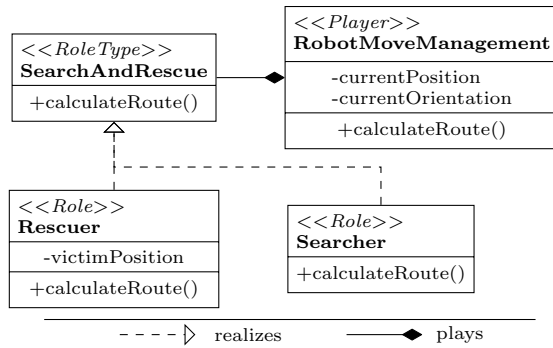 <<RoleType>>
SearchAndRescue
+calculateRoute()
<<Player>>
RobotMoveManagement
-currentPosition
-currentOrientation
+calculateRoute()
<<Role>>
Rescuer
-victimPosition
+calculateRoute()
<<Role>>
Searcher
+calculateRoute()
realizes
plays